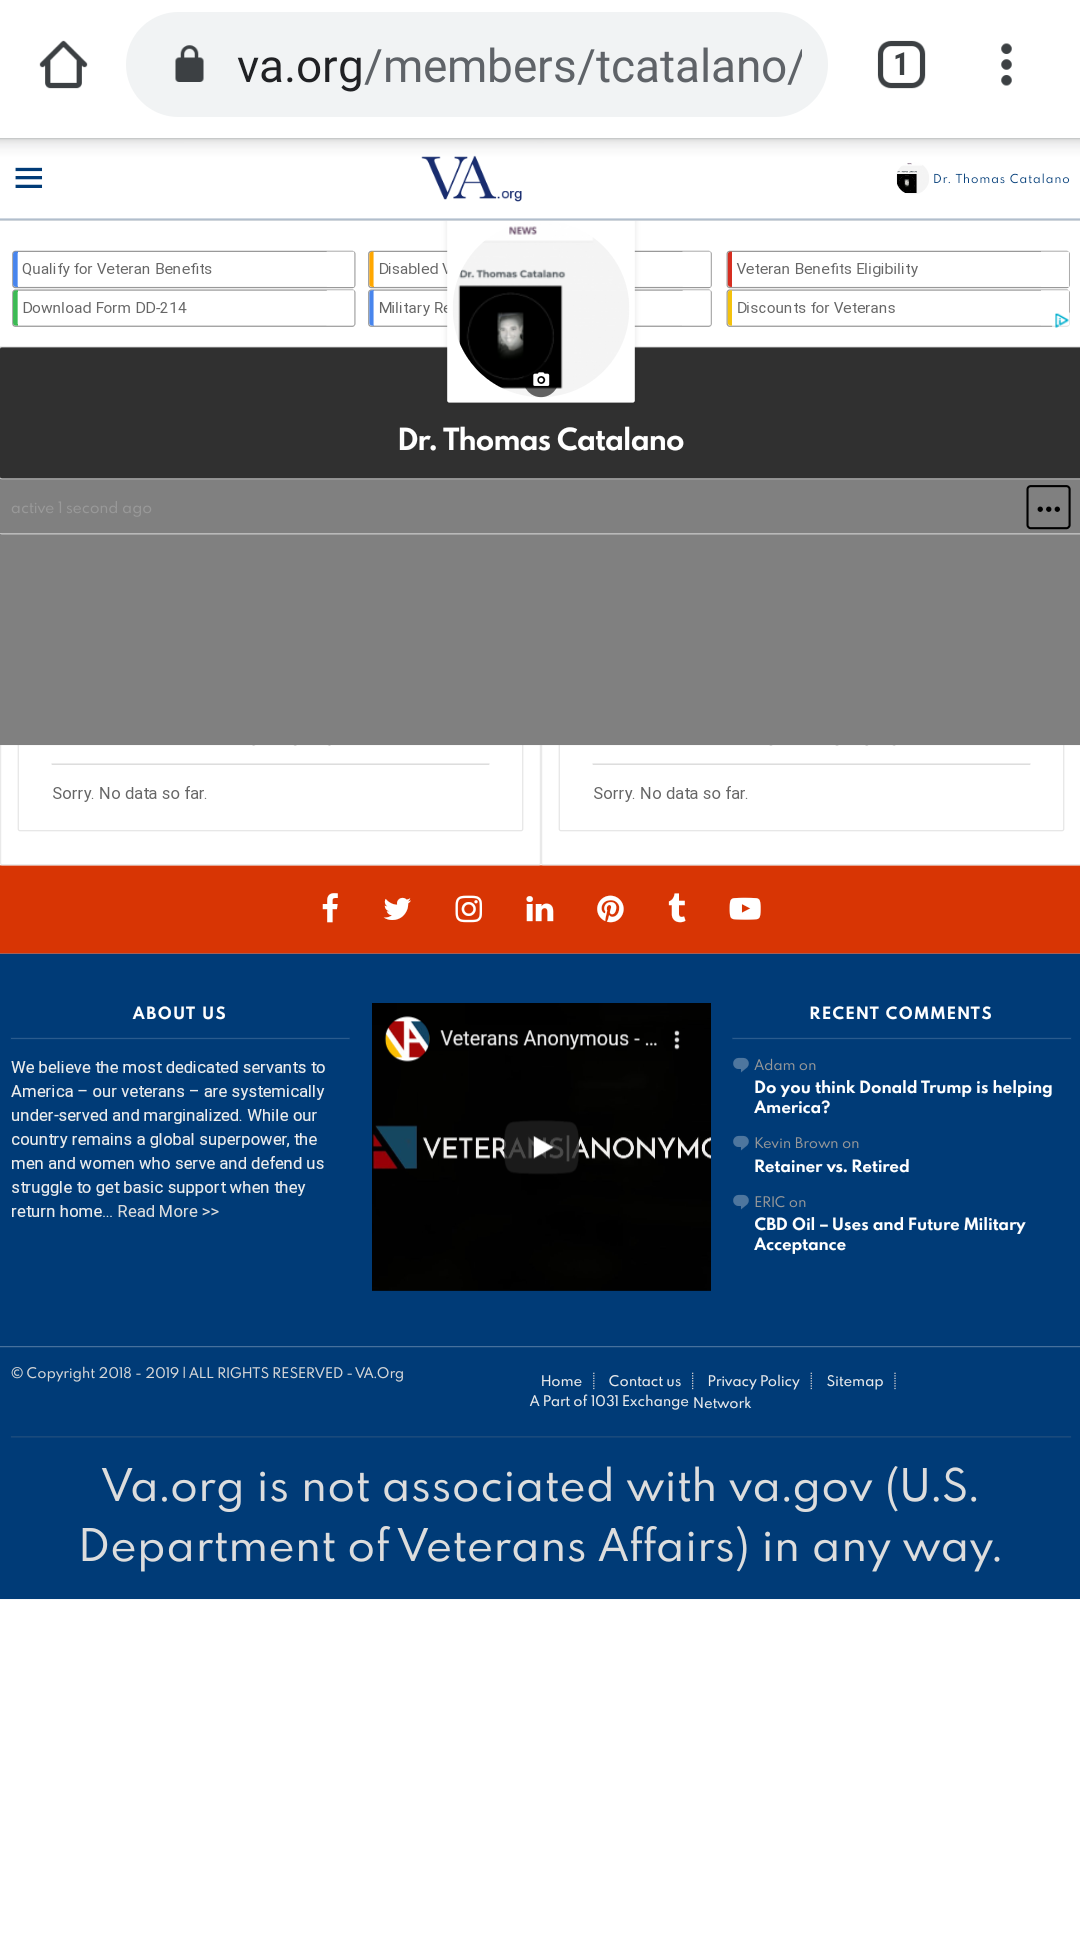 va.org/members/tcatalano/
1
VA.org
Dr. Thomas Catalano
NEWS
Qualify for Veteran Benefits
Disabled
Veteran Benefits Eligibility
Dr. Thomas Catalano
Download Form DD-214
Military
Discounts for Veterans
Dr. Thomas Catalano
active 1 second ago
Sorry. No data so far.
Sorry. No data so far.
ABOUT US
We believe the most dedicated servants to
America – our veterans – are systemically
under-served and marginalized. While our
country remains a global superpower, the
men and women who serve and defend us
struggle to get basic support when they
return home... Read More >>
VA
Veterans Anonymous - ...
VETERANS|ANONYMO
RECENT COMMENTS
Adam on
Do you think Donald Trump is helping
America?
Kevin Brown on
Retainer vs. Retired
ERIC on
CBD Oil – Uses and Future Military
Acceptance
© Copyright 2018 - 2019 | ALL RIGHTS RESERVED - VA.Org
Home
Contact us
Privacy Policy
Sitemap
A Part of 1031 Exchange Network
Va.org is not associated with va.gov (U.S.
Department of Veterans Affairs) in any way.